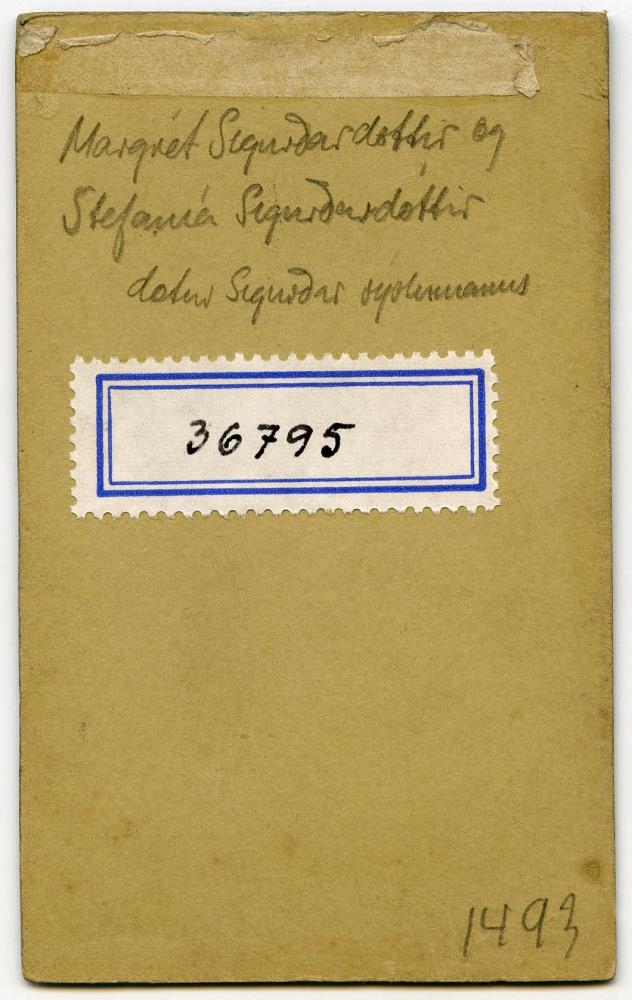 Margrét Sigurðardóttir og
Stefanía Sigurðardóttir
dætur Sigurðar sýslumanns
36795
1493